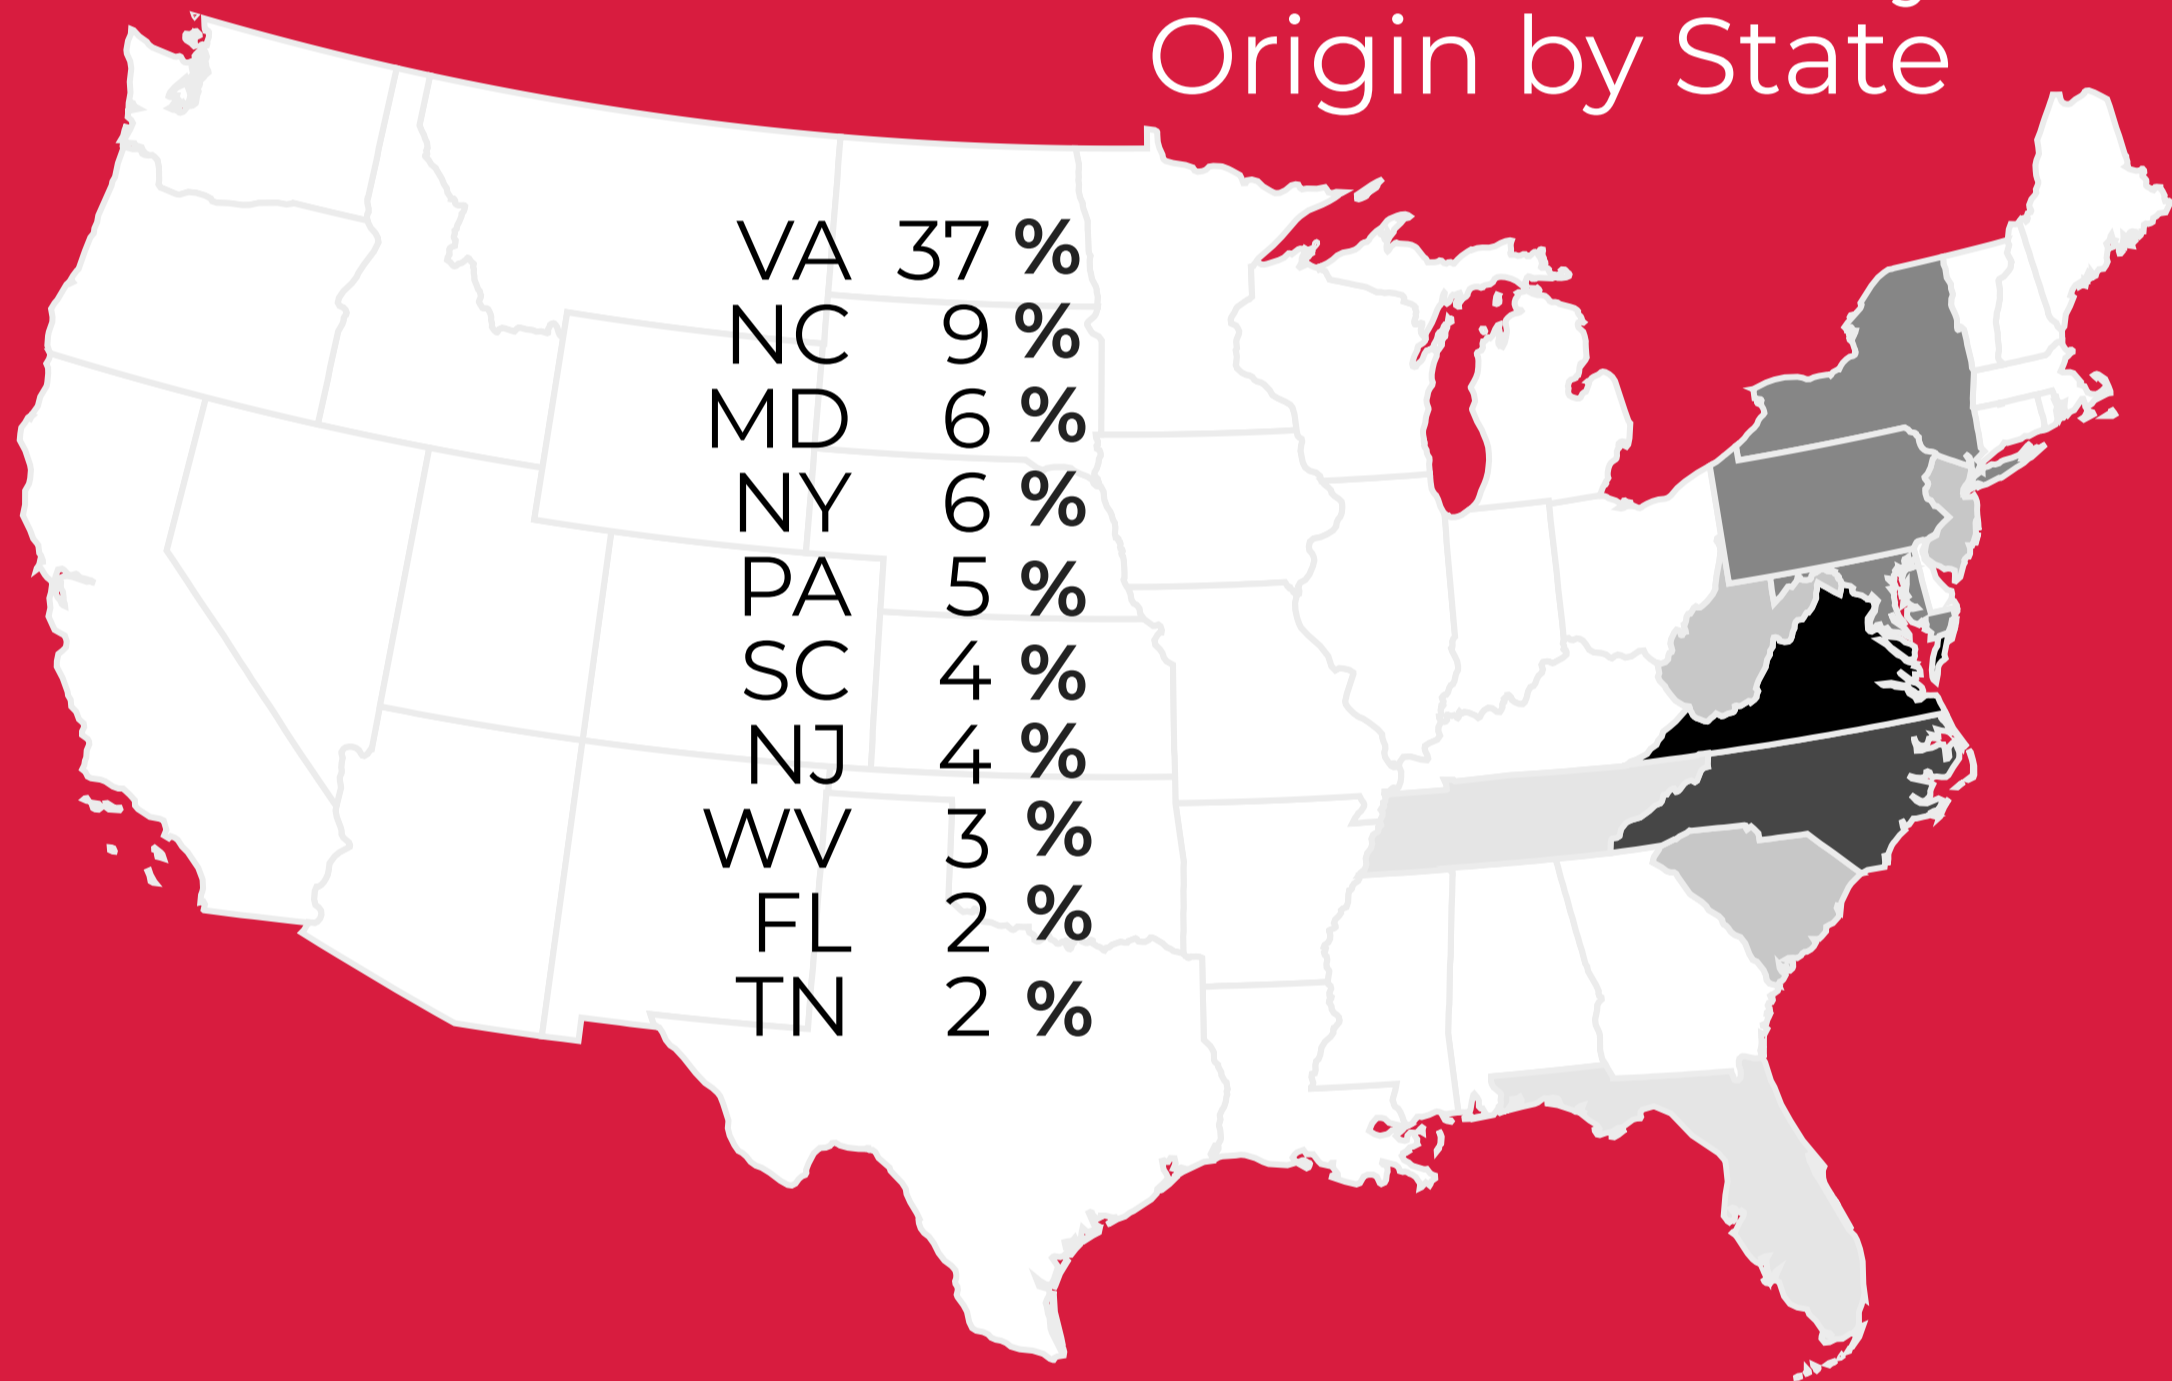 Origin by State
VA 37 %
NC 9 %
MD 6 %
NY 6 %
PA 5 %
SC 4 %
NJ 4 %
WV 3 %
FL 2 %
TN 2 %